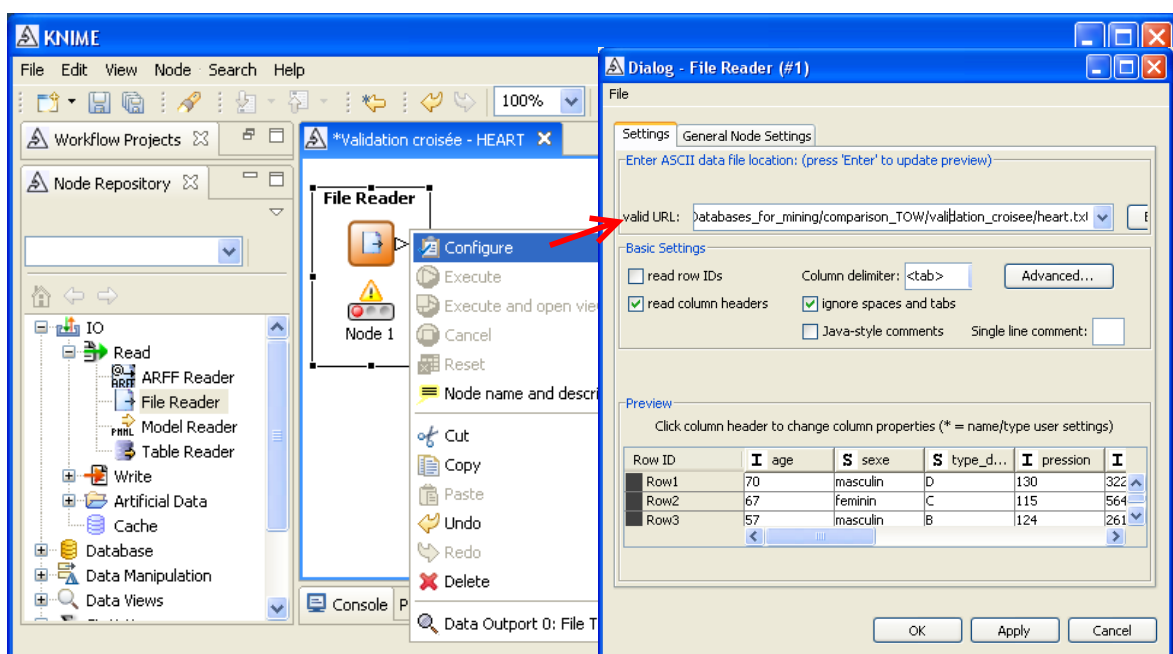 KNIME
File Edit View Node Search Help
100%
Workflow Projects
Node Repository
IO
Read
ARFF Reader
File Reader
Model Reader
Table Reader
Write
Artificial Data
Cache
Database
Data Manipulation
Data Views
*Validation croisée - HEART
File Reader
Node 1
Configure
Execute
Execute and open vie
Cancel
Reset
Node name and descri
Cut
Copy
Paste
Undo
Redo
Delete
Data Outport 0: File T
Console P
Dialog - File Reader (#1)
File
Settings General Node Settings
Enter ASCII data file location: (press 'Enter' to update preview)
valid URL: Databases_for_mining/comparison_TOW/validation_croisee/heart.txt
Basic Settings
read row IDs Column delimiter: <tab> Advanced...
read column headers ignore spaces and tabs
Java-style comments Single line comment:
Preview
Click column header to change column properties (* = name/type user settings)
Row ID I age S sexe S type_d... I pression I
Row1 70 masculin D 130 322
Row2 67 feminin C 115 564
Row3 57 masculin B 124 261
OK Apply Cancel